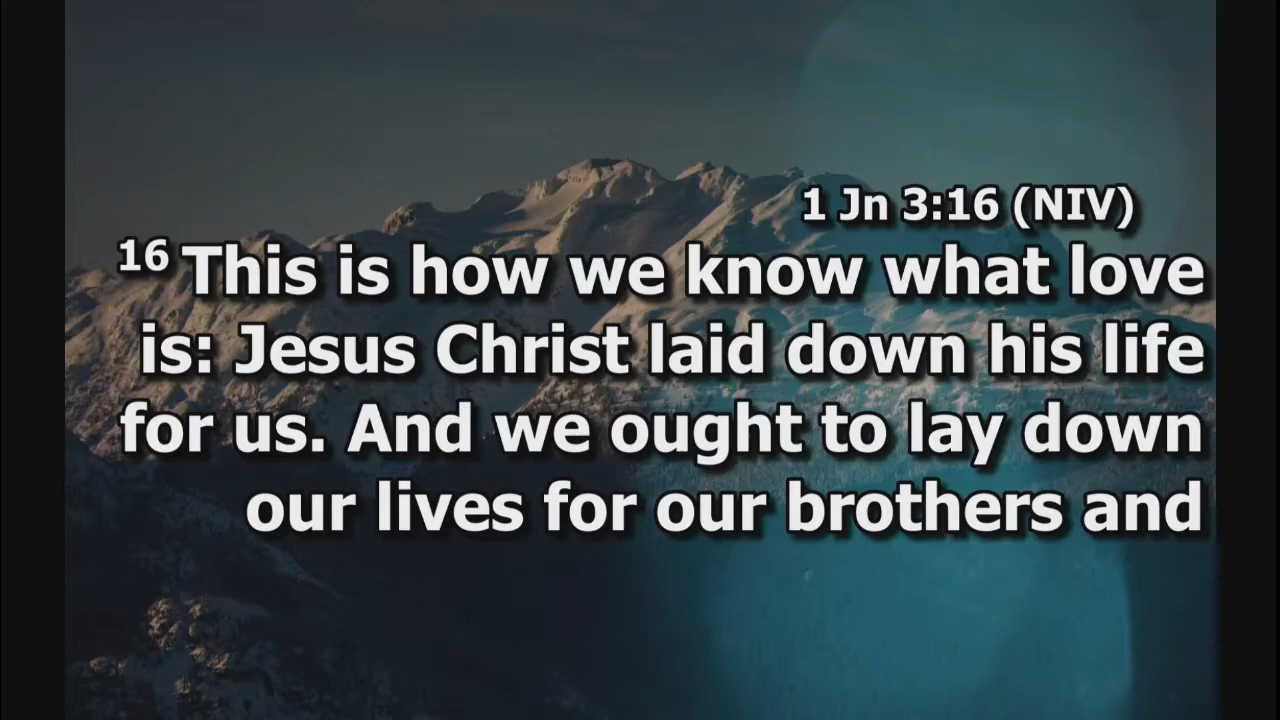 1 Jn 3:16 (NIV)
16 This is how we know what love
is: Jesus Christ laid down his life
for us. And we ought to lay down
our lives for our brothers and